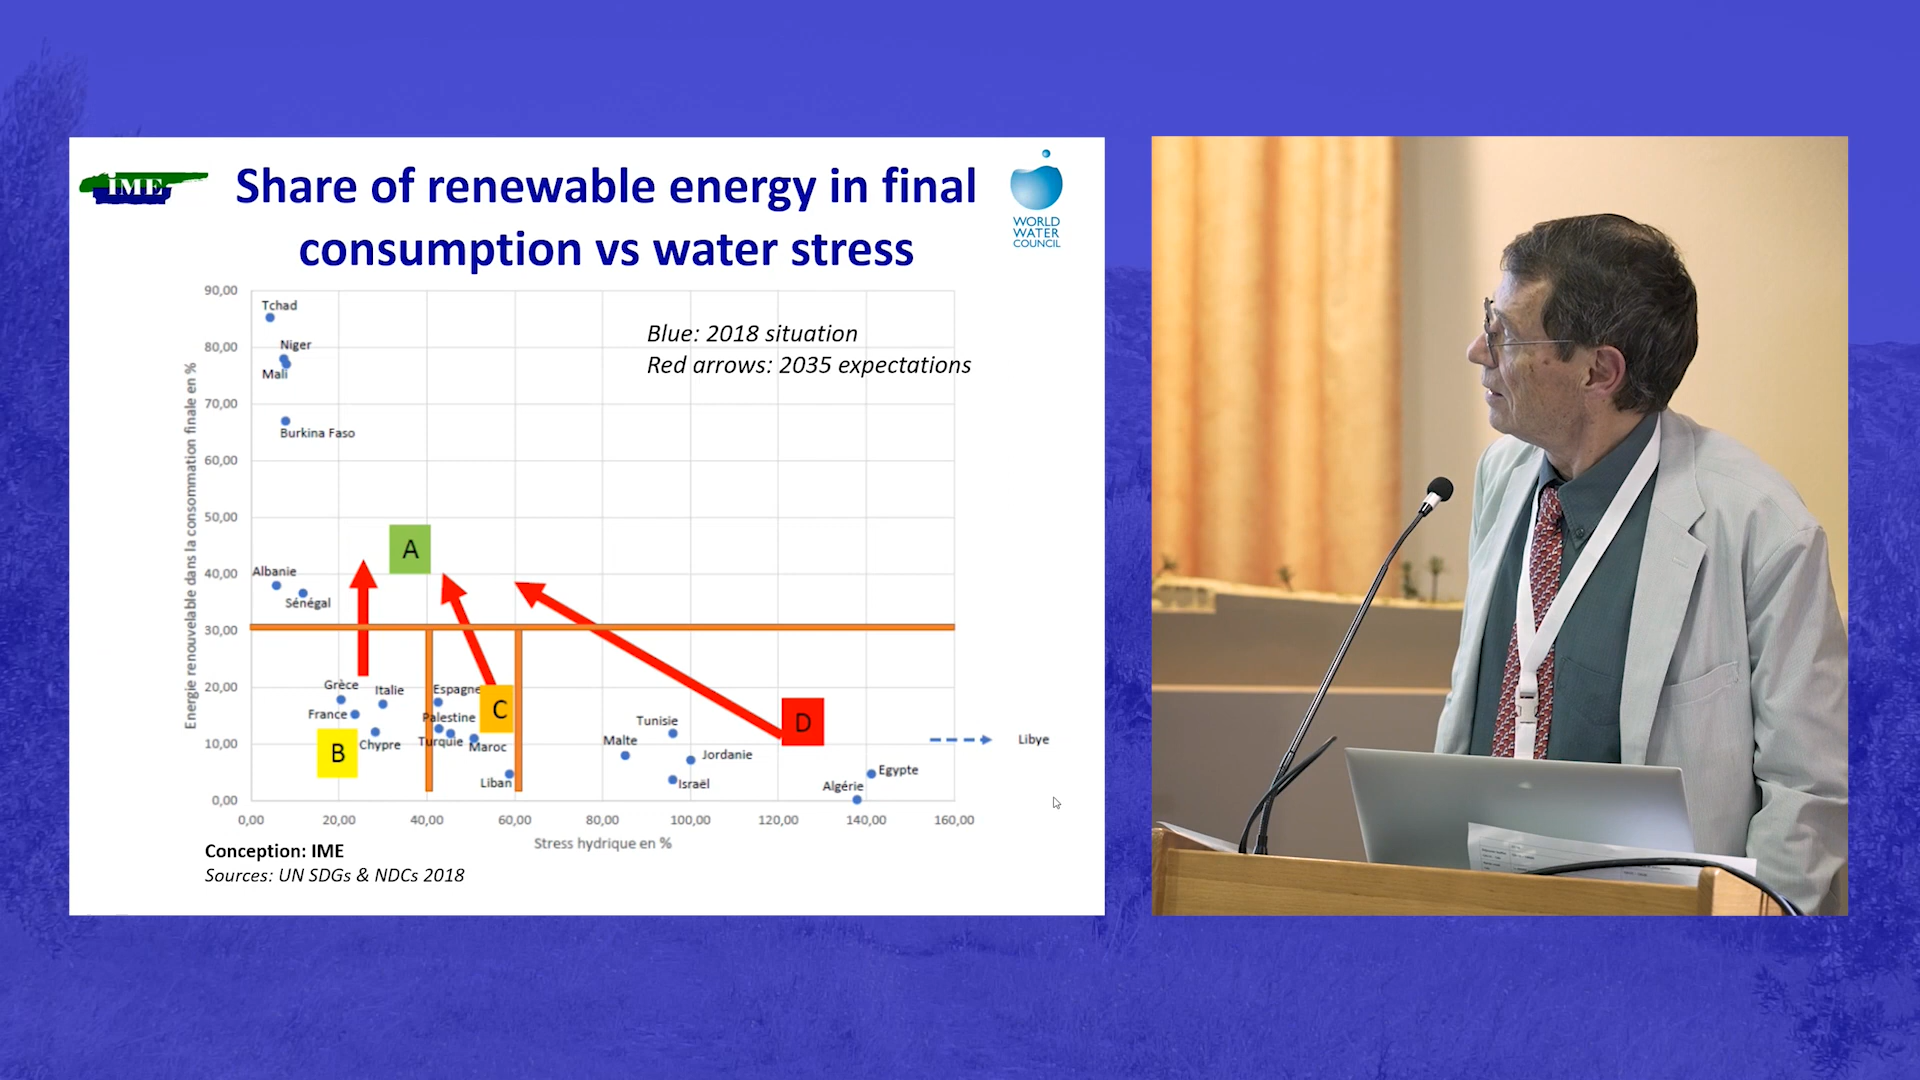 iME
Share of renewable energy in final
consumption vs water stress
WORLD
WATER
COUNCIL
Blue: 2018 situation
Red arrows: 2035 expectations
Energie renouvelable dans la consommation finale en %
90,00
80,00
70,00
60,00
50,00
40,00
30,00
20,00
10,00
0,00
Tchad
Niger
Mali
Burkina Faso
A
Albanie
Sénégal
Grèce
Italie
Espagne
France
Palestine
C
D
Tunisie
B
Chypre
Turquie
Maroc
Malte
Jordanie
Libye
Liban
Israël
Algérie
Egypte
0,00 20,00 40,00 60,00 80,00 100,00 120,00 140,00 160,00
Stress hydrique en %
Conception: IME
Sources: UN SDGs & NDCs 2018